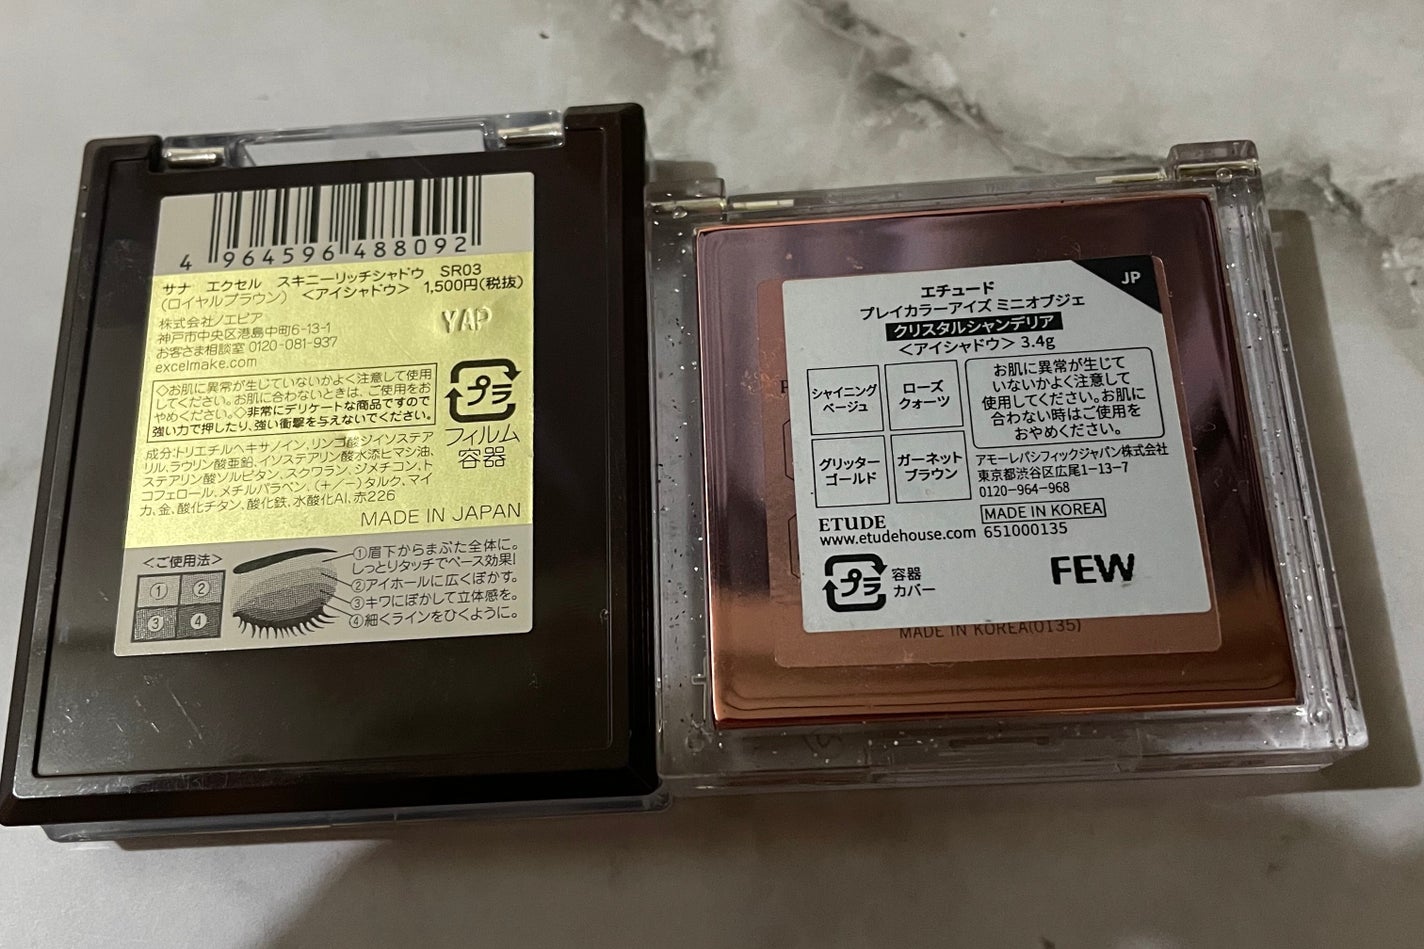 4 964596 488092
サナ エクセル スキニーリッチシャドウ SR03
(ロイヤルブラウン) <アイシャドウ> 1,500円(税抜)
株式会社ノエビア
神戸市中央区港島中町6-13-1
お客さま相談室 0120-081-937
excelmake.com
YAP
◇お肌に異常が生じていないかよく注意して使用
してください。お肌に合わないときは、ご使用をお
やめください。◇非常にデリケートな商品ですので
強い力で押したり、強い衝撃を与えないでください。
プラ
フィルム
容器
成分:トリエチルヘキサノイン、リンゴ酸ジイソステア
リル、ラウリン酸亜鉛、イソステアリン酸水添ヒマシ油、
ステアリン酸ソルビタン、スクワラン、ジメチコン、ト
コフェロール、メチルパラベン、(+/-)タルク、マイ
カ、金、酸化チタン、酸化鉄、水酸化Al、赤226
MADE IN JAPAN
<ご使用法>
① ②
③ ④
①眉下からまぶた全体に。
しっとりタッチでベース効果!
②アイホールに広くぼかす。
③キワにぼかして立体感を。
④細くラインをひくように。
JP
エチュード
プレイカラーアイズ ミニオブジェ
クリスタルシャンデリア
<アイシャドウ> 3.4g
シャイニング
ベージュ
ローズ
クォーツ
グリッター
ゴールド
ガーネット
ブラウン
お肌に異常が生じて
いないかよく注意して
使用してください。お肌に
合わない時はご使用を
おやめください。
アモーレパシフィックジャパン株式会社
東京都渋谷区広尾1-13-7
0120-964-968
MADE IN KOREA
ETUDE
www.etudehouse.com 651000135
プラ
容器
カバー
FEW
MADE IN KOREA(0135)